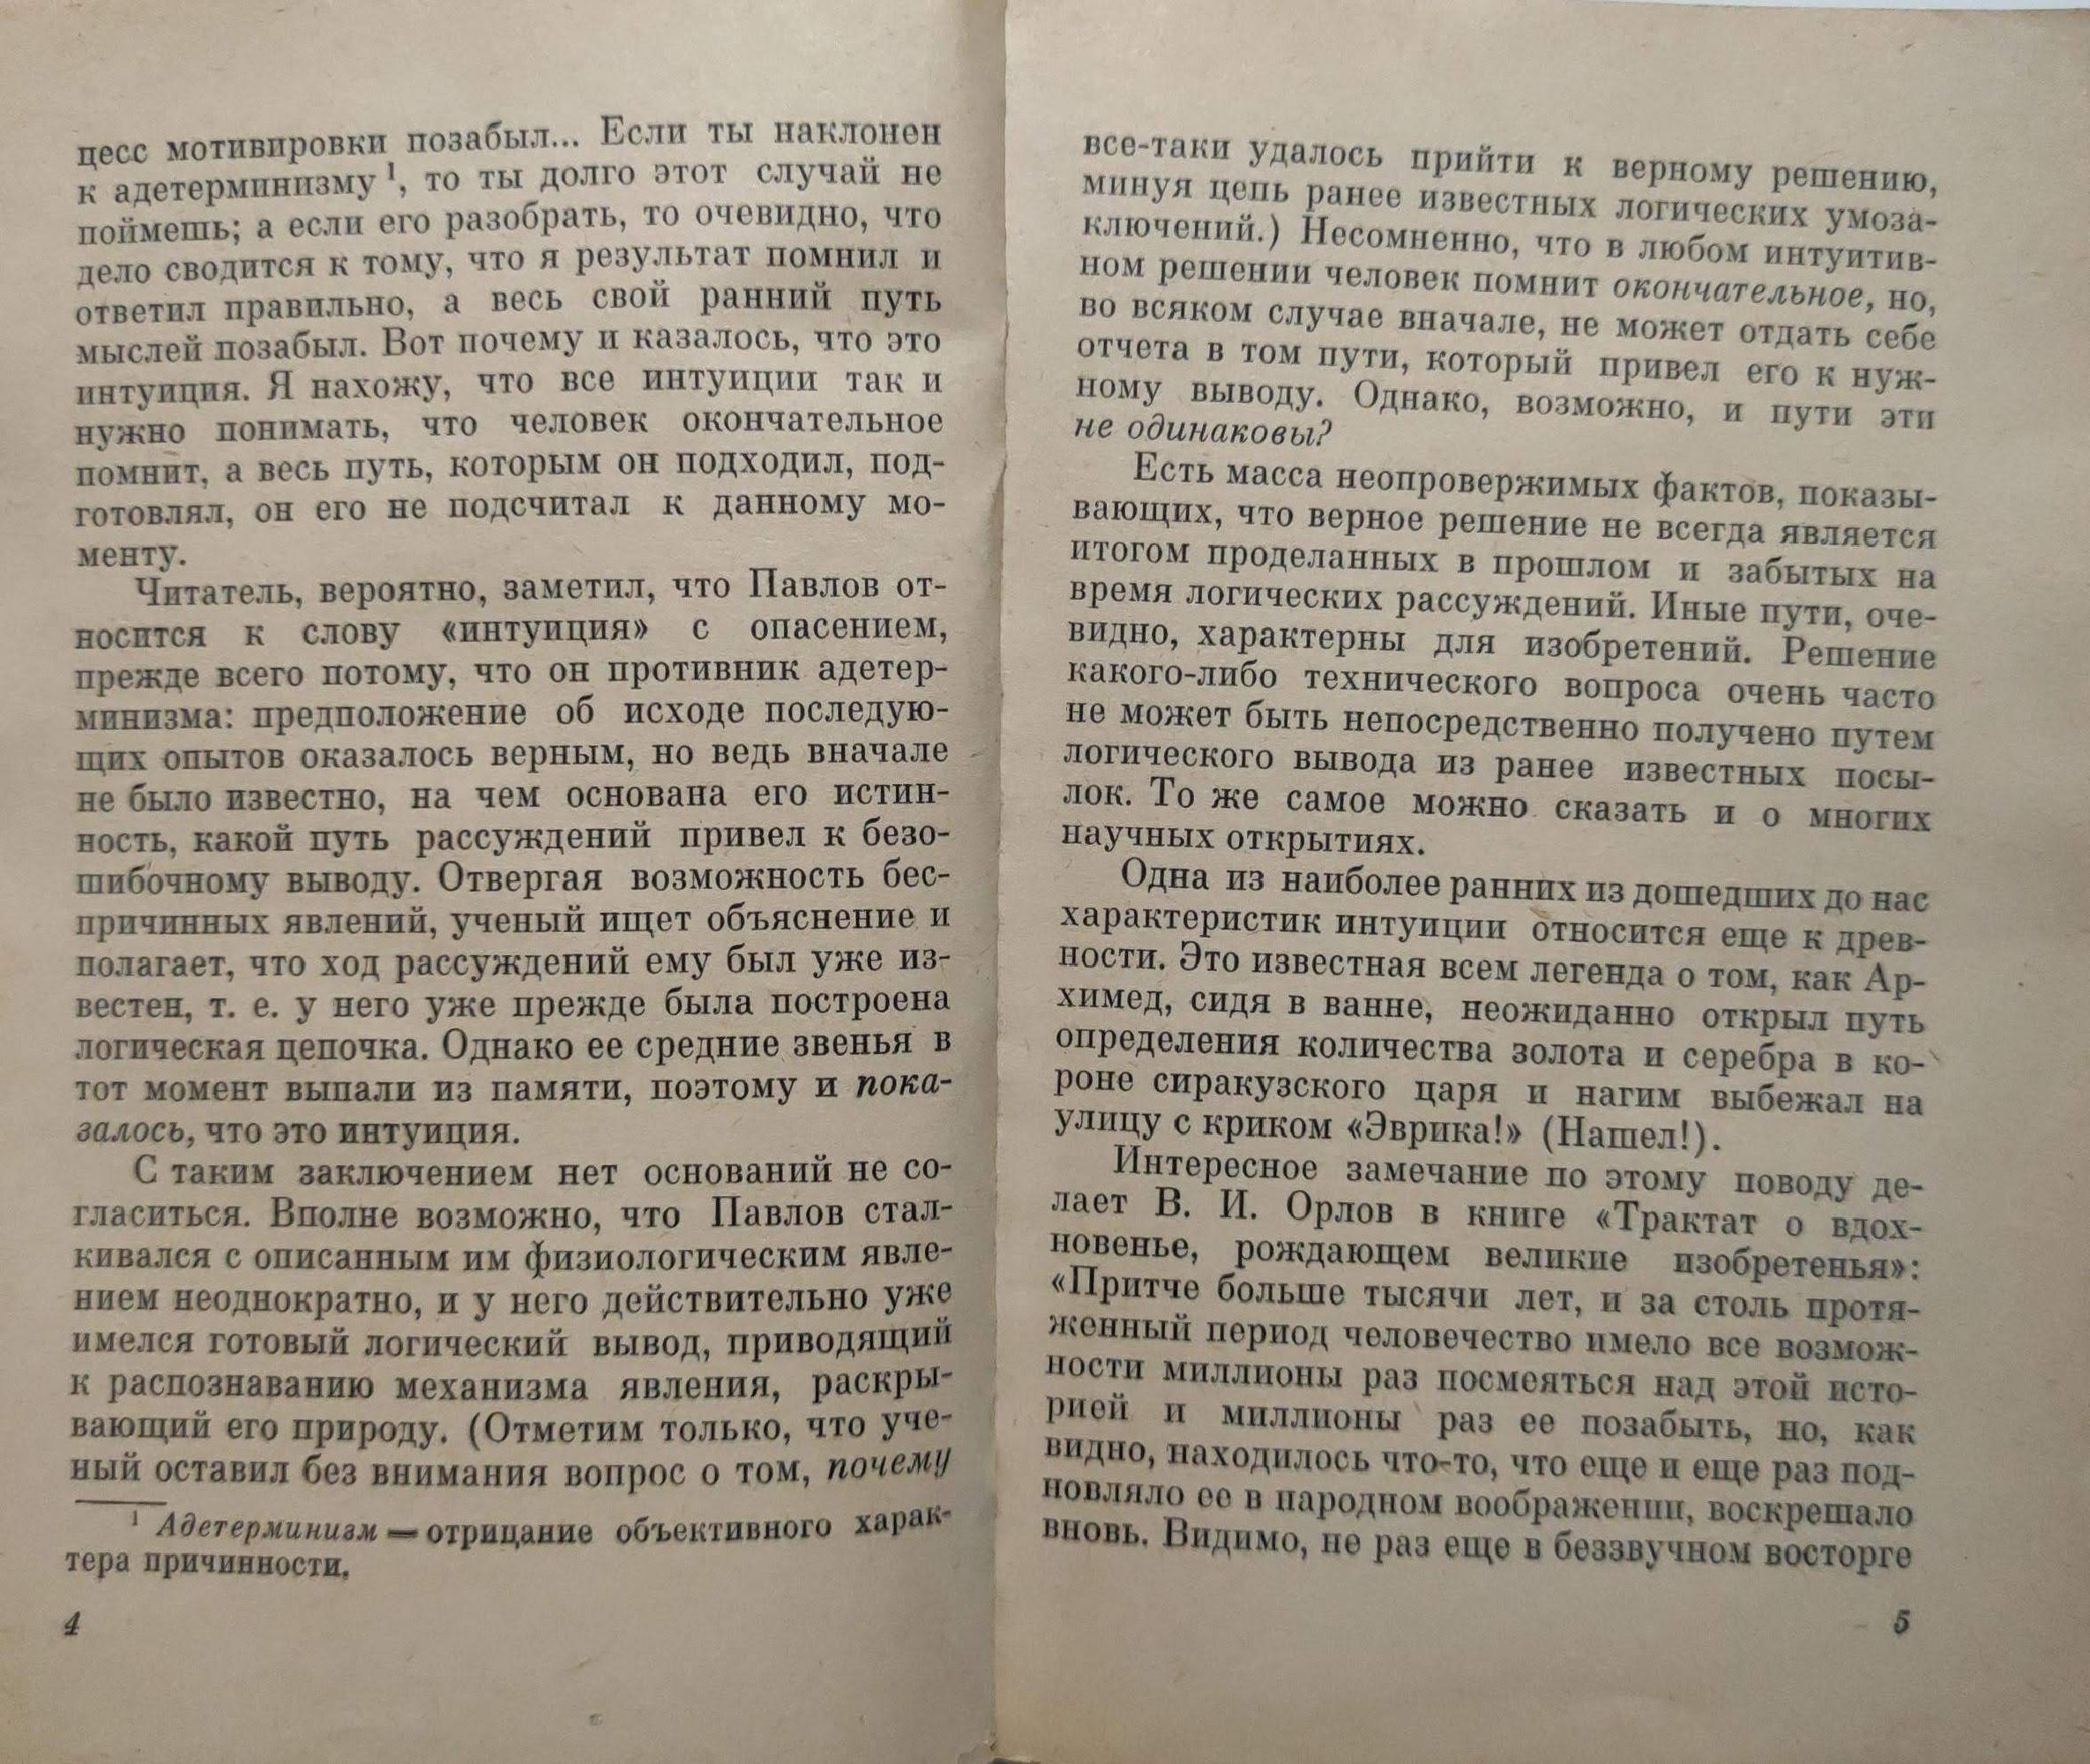 цесс мотивировки позабыл... Если ты наклонен
к адетерминизму ¹, то ты долго этот случай не
поймешь; а если его разобрать, то очевидно, что
дело сводится к тому, что я результат помнил и
ответил правильно, а весь свой ранний путь
мыслей позабыл. Вот почему и казалось, что это
интуиция. Я нахожу, что все интуиции так и
нужно понимать, что человек окончательное
помнит, а весь путь, которым он подходил, под-
готовлял, он его не подсчитал к данному мо-
менту.
Читатель, вероятно, заметил, что Павлов от-
носится к слову «интуиция» с опасением,
прежде всего потому, что он противник адетер-
минизма: предположение об исходе последую-
щих опытов оказалось верным, но ведь вначале
не было известно, на чем основана его истин-
ность, какой путь рассуждений привел к безо-
шибочному выводу. Отвергая возможность бес-
причинных явлений, ученый ищет объяснение и
полагает, что ход рассуждений ему был уже из-
вестен, т. е. у него уже прежде была построена
логическая цепочка. Однако ее средние звенья в
тот момент выпали из памяти, поэтому и пока-
залось, что это интуиция.
С таким заключением нет оснований не со-
гласиться. Вполне возможно, что Павлов стал-
кивался с описанным им физиологическим явле-
нием неоднократно, и у него действительно уже
имелся готовый логический вывод, приводящий
к распознаванию механизма явления, раскры-
вающий его природу. (Отметим только, что уче-
ный оставил без внимания вопрос о том, почему
¹ Адетерминизм — отрицание объективного харак-
тера причинности.
4
все-таки удалось прийти к верному решению,
минуя цепь ранее известных логических умоза-
ключений.) Несомненно, что в любом интуитив-
ном решении человек помнит окончательное, но,
во всяком случае вначале, не может отдать себе
отчета в том пути, который привел его к нуж-
ному выводу. Однако, возможно, и пути эти
не одинаковы?
Есть масса неопровержимых фактов, показы-
вающих, что верное решение не всегда является
итогом проделанных в прошлом и забытых на
время логических рассуждений. Иные пути, оче-
видно, характерны для изобретений. Решение
какого-либо технического вопроса очень часто
не может быть непосредственно получено путем
логического вывода из ранее известных посы-
лок. То же самое можно сказать и о многих
научных открытиях.
Одна из наиболее ранних из дошедших до нас
характеристик интуиции относится еще к древ-
ности. Это известная всем легенда о том, как Ар-
химед, сидя в ванне, неожиданно открыл путь
определения количества золота и серебра в ко-
роне сиракузского царя и нагим выбежал на
улицу с криком «Эврика!» (Нашел!).
Интересное замечание по этому поводу де-
лает В. И. Орлов в книге «Трактат о вдох-
новенье, рождающем великие изобретенья»:
«Притче больше тысячи лет, и за столь протя-
женный период человечество имело все возмож-
ности миллионы раз посмеяться над этой исто-
рией и миллионы раз ее позабыть, но, как
видно, находилось что-то, что еще и еще раз под-
новляло ее в народном воображении, воскрешало
вновь. Видимо, не раз еще в беззвучном восторге
5